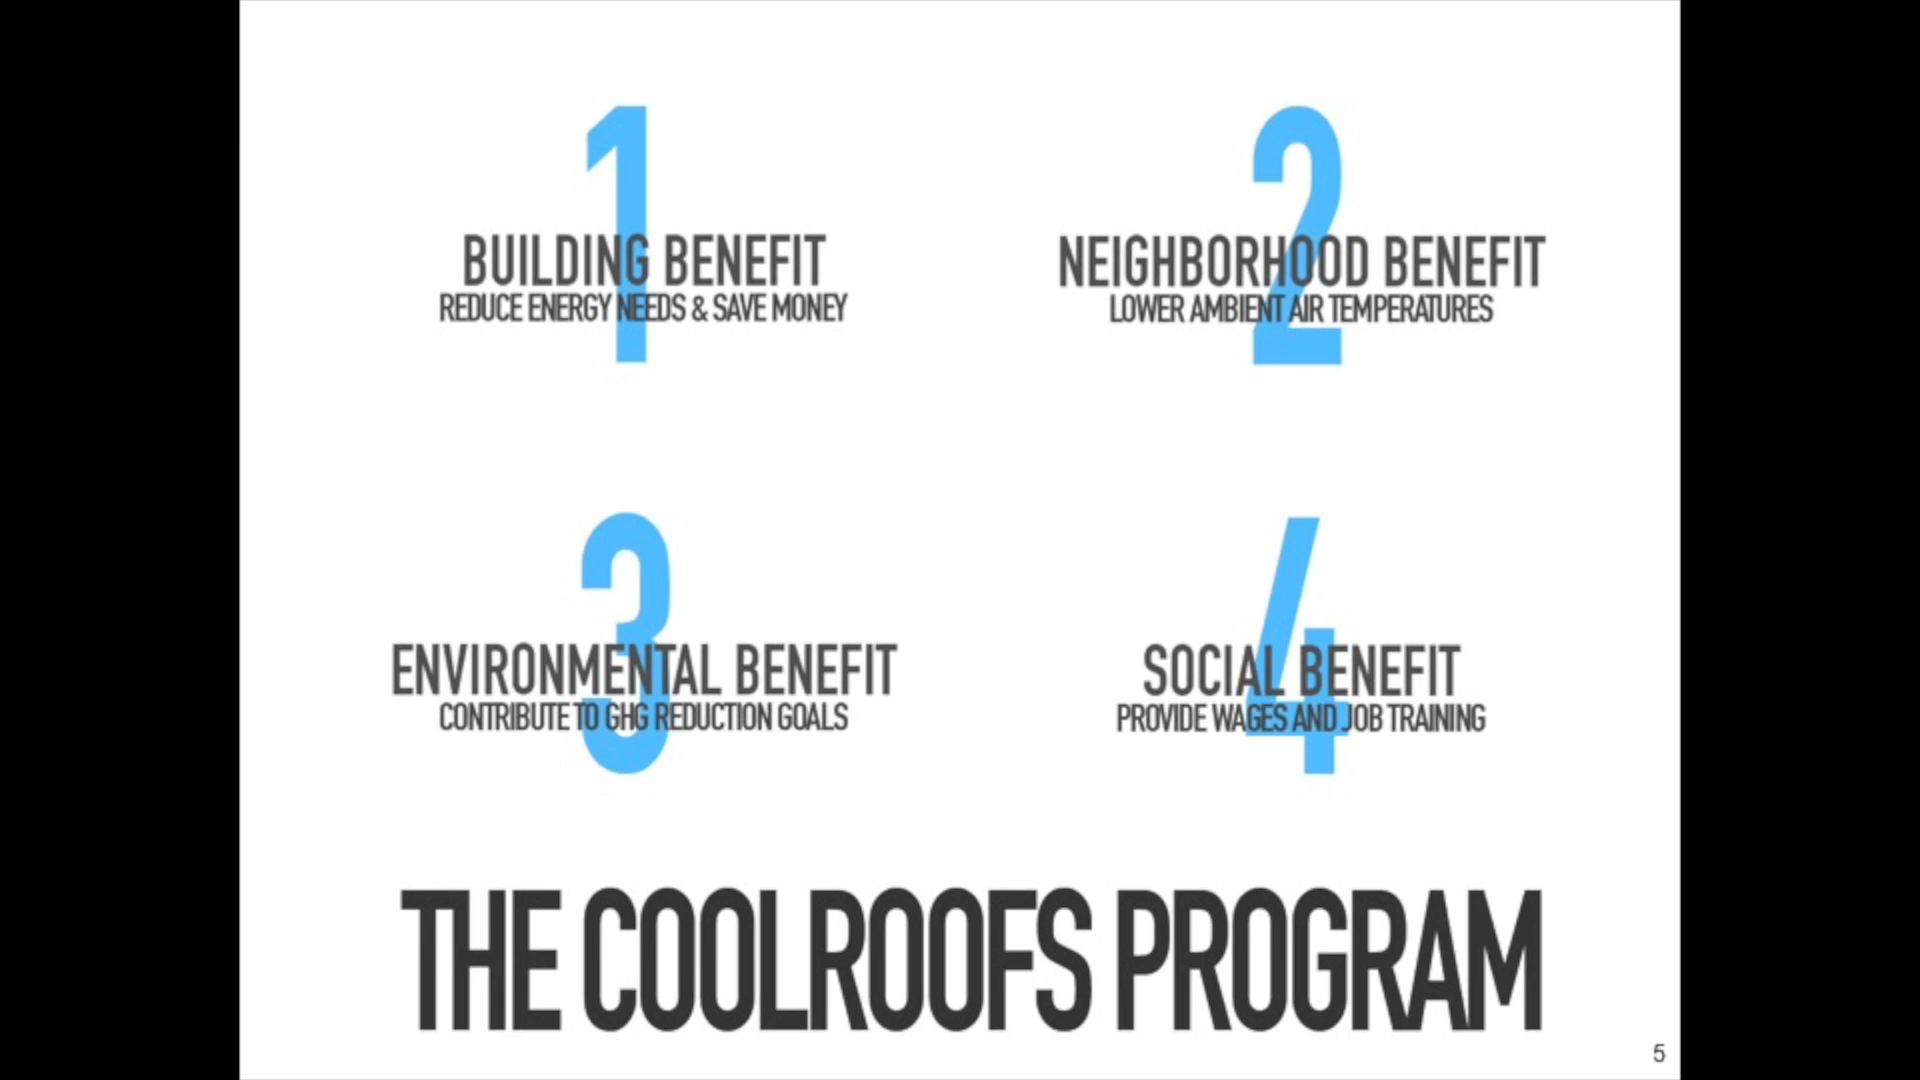 1
BUILDING BENEFIT
REDUCE ENERGY NEEDS & SAVE MONEY
2
NEIGHBORHOOD BENEFIT
LOWER AMBIENT AIR TEMPERATURES
3
ENVIRONMENTAL BENEFIT
CONTRIBUTE TO GHG REDUCTION GOALS
4
SOCIAL BENEFIT
PROVIDE WAGES AND JOB TRAINING
THE COOLROOFS PROGRAM
5